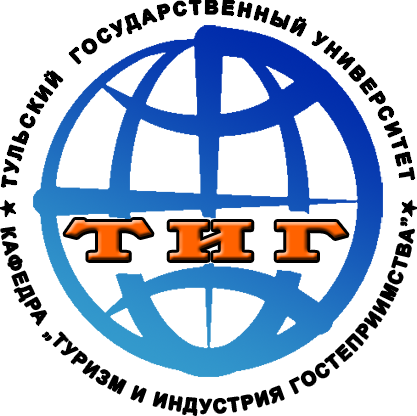 ТУЛЬСКИЙ ГОСУДАРСТВЕННЫЙ УНИВЕРСИТЕТ
ТИГ
★ КАФЕДРА „ТУРИЗМ И ИНДУСТРИЯ ГОСТЕПРИИМСТВА” ★